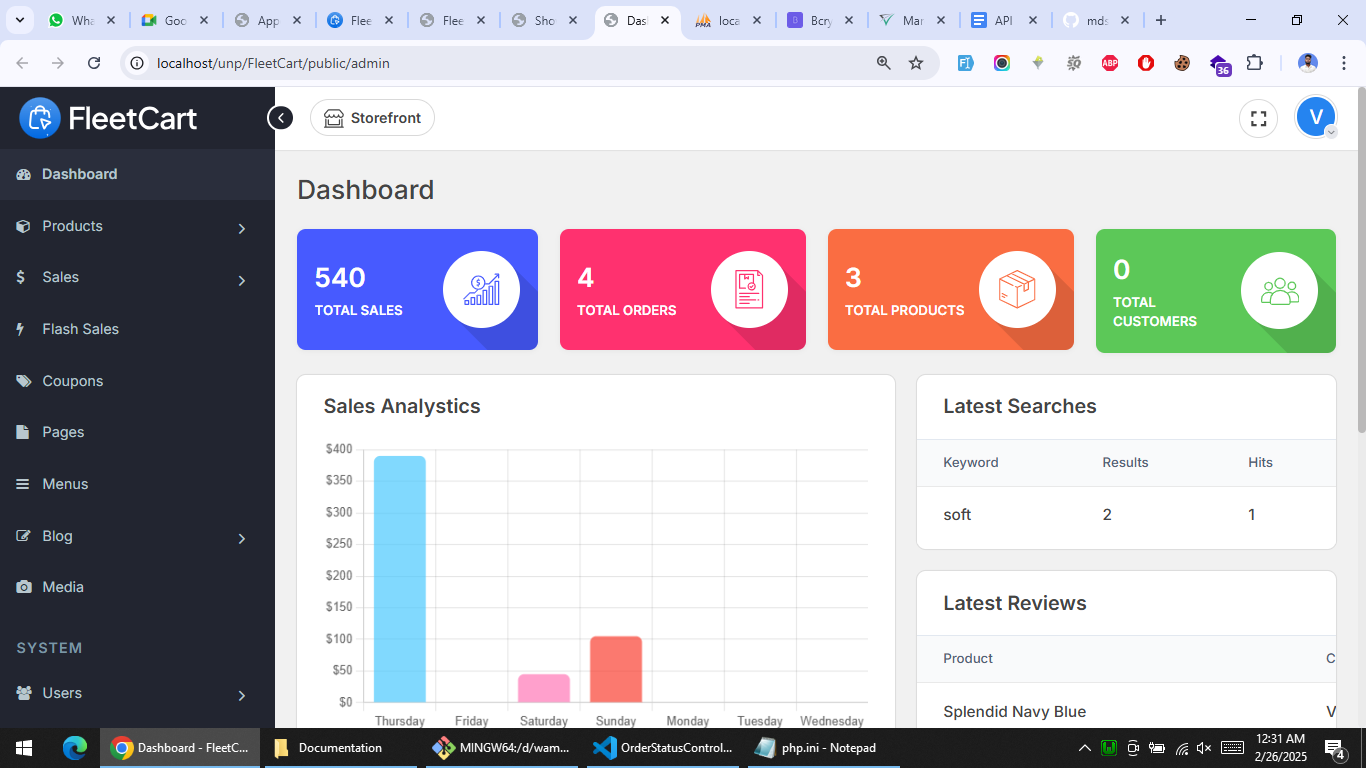 Wha
Goo
App
Flee
Flee
Sho
Das
PMA
loca
Bcry
Mar
API
mds
localhost/unp/FleetCart/public/admin
ABP
36
FleetCart
Storefront
V
Dashboard
Products
Sales
Flash Sales
Coupons
Pages
Menus
Blog
Media
SYSTEM
Users
Dashboard
540
TOTAL SALES
4
TOTAL ORDERS
3
TOTAL PRODUCTS
0
TOTAL
CUSTOMERS
Sales Analystics
$400
$350
$300
$250
$200
$150
$100
$50
$0
Thursday Friday Saturday Sunday Monday Tuesday Wednesday
Latest Searches
Keyword Results Hits
soft 2 1
Latest Reviews
Product C
Splendid Navy Blue V
Dashboard - FleetC...
Documentation
MINGW64:/d/wam...
OrderStatusControl...
php.ini - Notepad
12:31 AM
2/26/2025
4